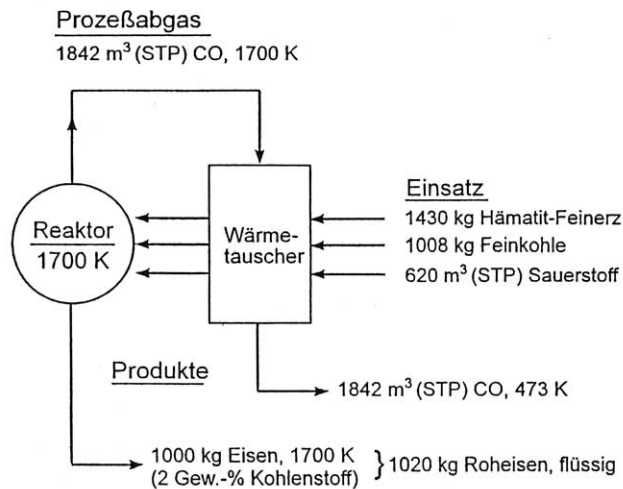 Prozeßabgas
1842 m³ (STP) CO, 1700 K
Einsatz
1430 kg Hämatit-Feinerz
1008 kg Feinkohle
620 m³ (STP) Sauerstoff
Reaktor
1700 K
Wärme-
tauscher
Produkte
1842 m³ (STP) CO, 473 K
1000 kg Eisen, 1700 K
(2 Gew.-% Kohlenstoff)
} 1020 kg Roheisen, flüssig